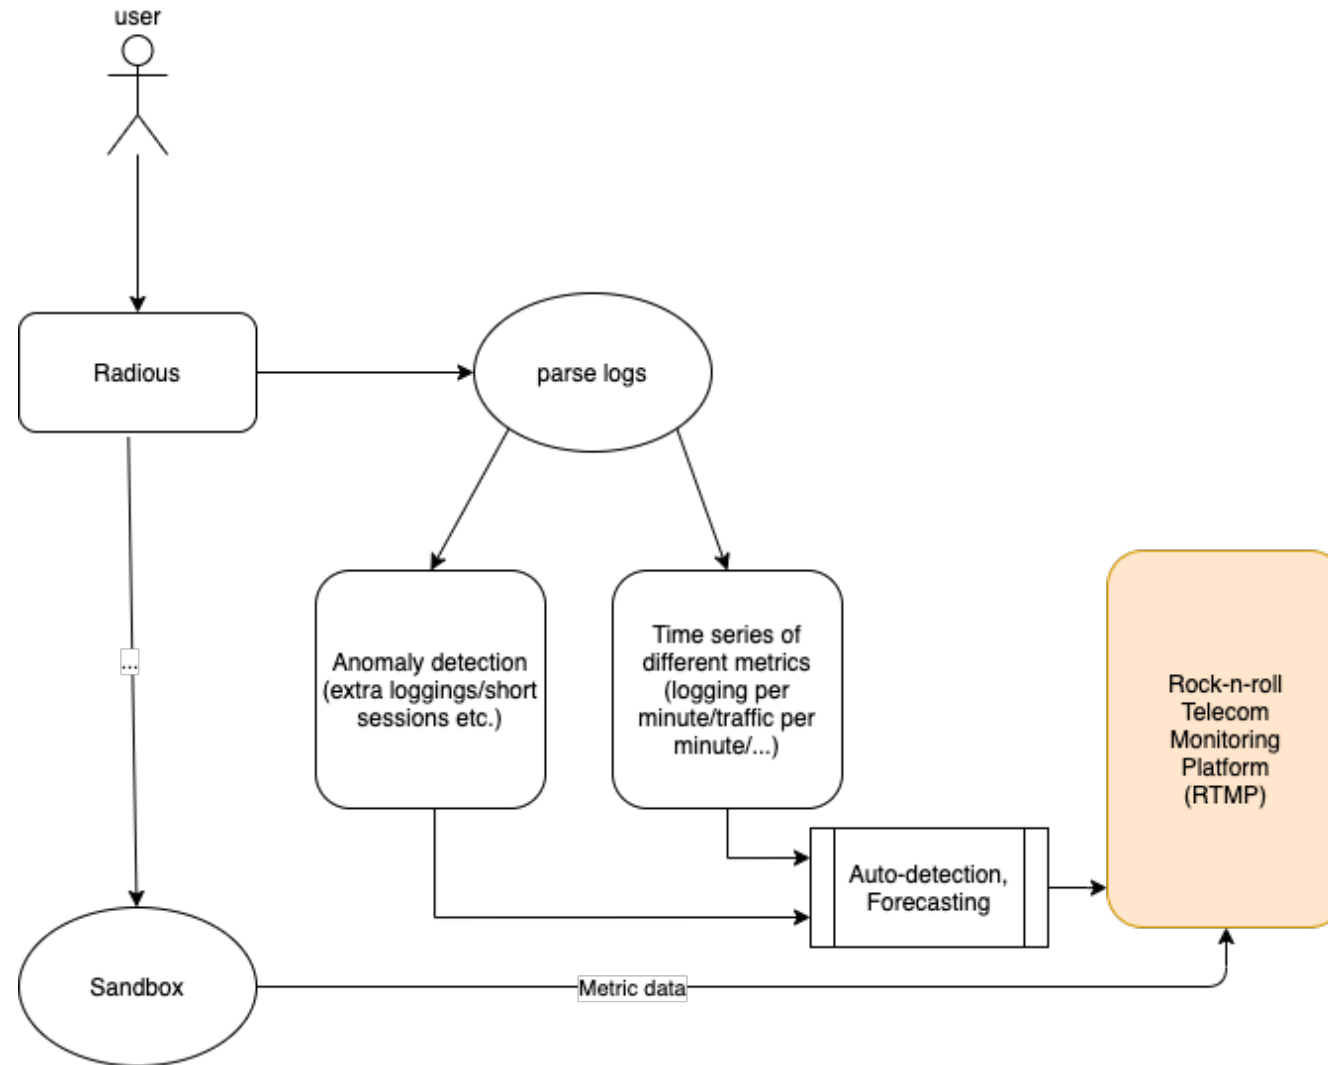 user
Radious
parse logs
Anomaly detection
(extra loggings/short
sessions etc.)
Time series of
different metrics
(logging per
minute/traffic per
minute/...)
...
Rock-n-roll
Telecom
Monitoring
Platform
(RTMP)
Auto-detection,
Forecasting
Sandbox
Metric data